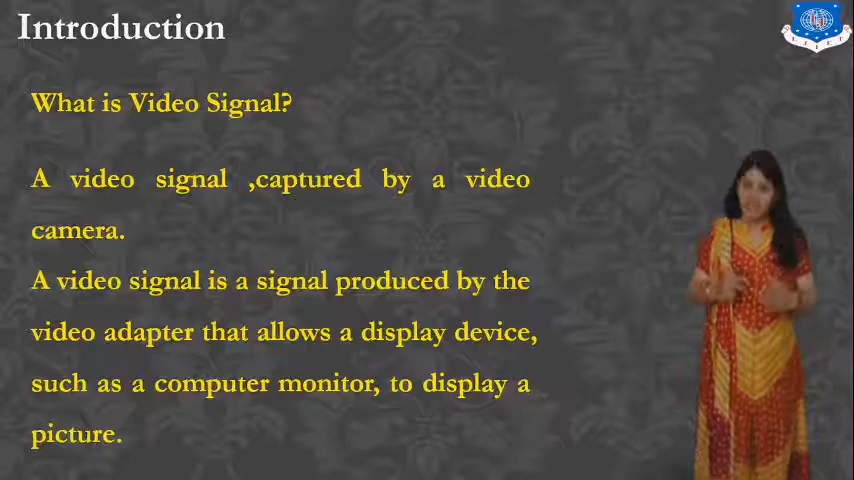 Introduction
What is Video Signal?
A video signal ,captured by a video
camera.
A video signal is a signal produced by the
video adapter that allows a display device,
such as a computer monitor, to display a
picture.
LJIET